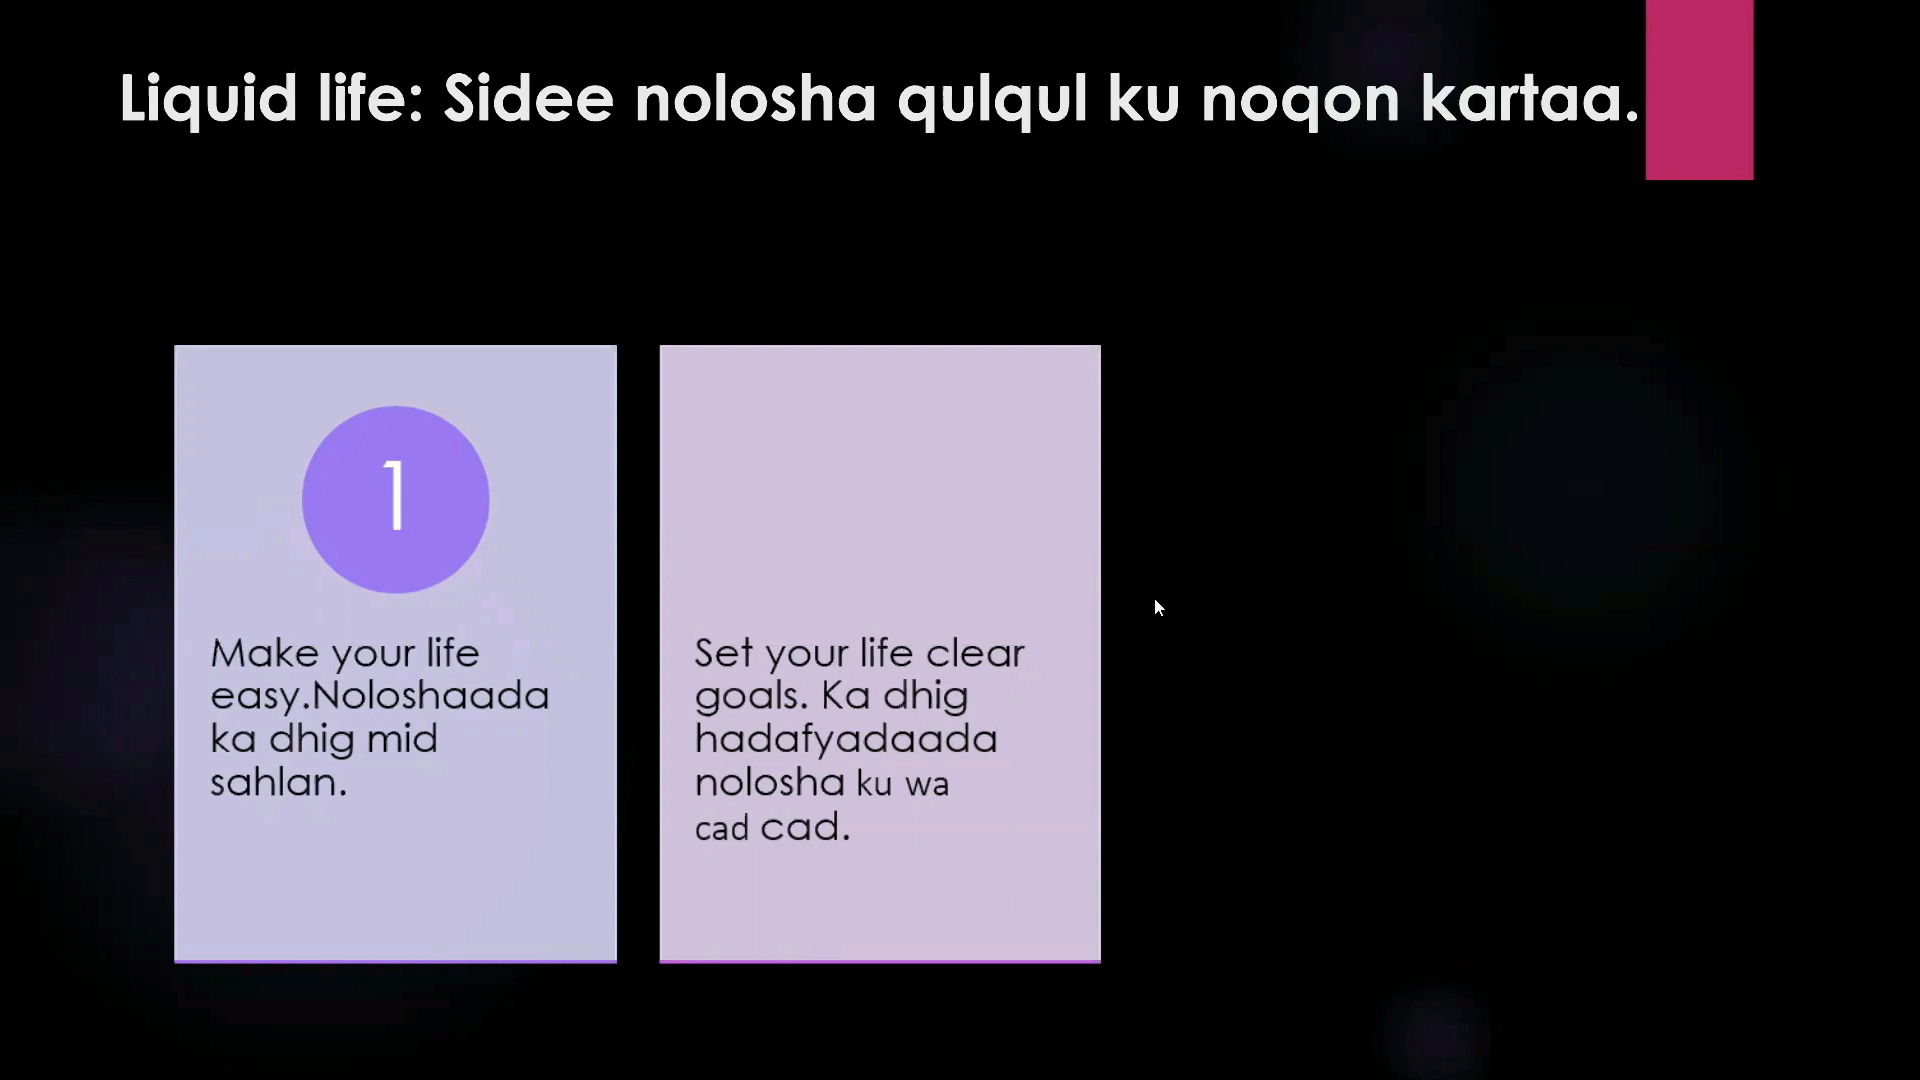 Liquid life: Sidee nolosha qulqul ku noqon kartaa.
1
Make your life
easy.Noloshaada
ka dhig mid
sahlan.
Set your life clear
goals. Ka dhig
hadafyadaada
nolosha ku wa
cad cad.